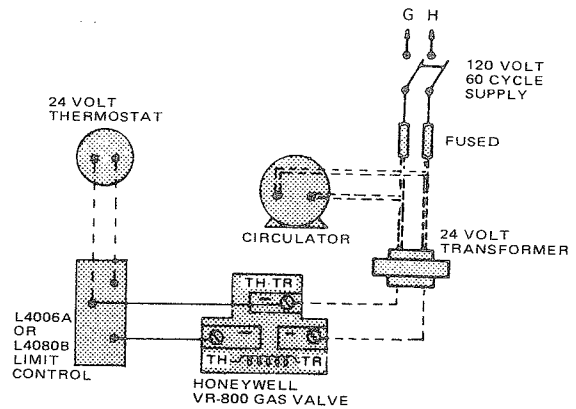 G H
120 VOLT
60 CYCLE
SUPPLY
24 VOLT
THERMOSTAT
FUSED
CIRCULATOR
24 VOLT
TRANSFORMER
TH-TR
L4006A
OR
L4080B
LIMIT
CONTROL
TH
TR
HONEYWELL
VR-800 GAS VALVE